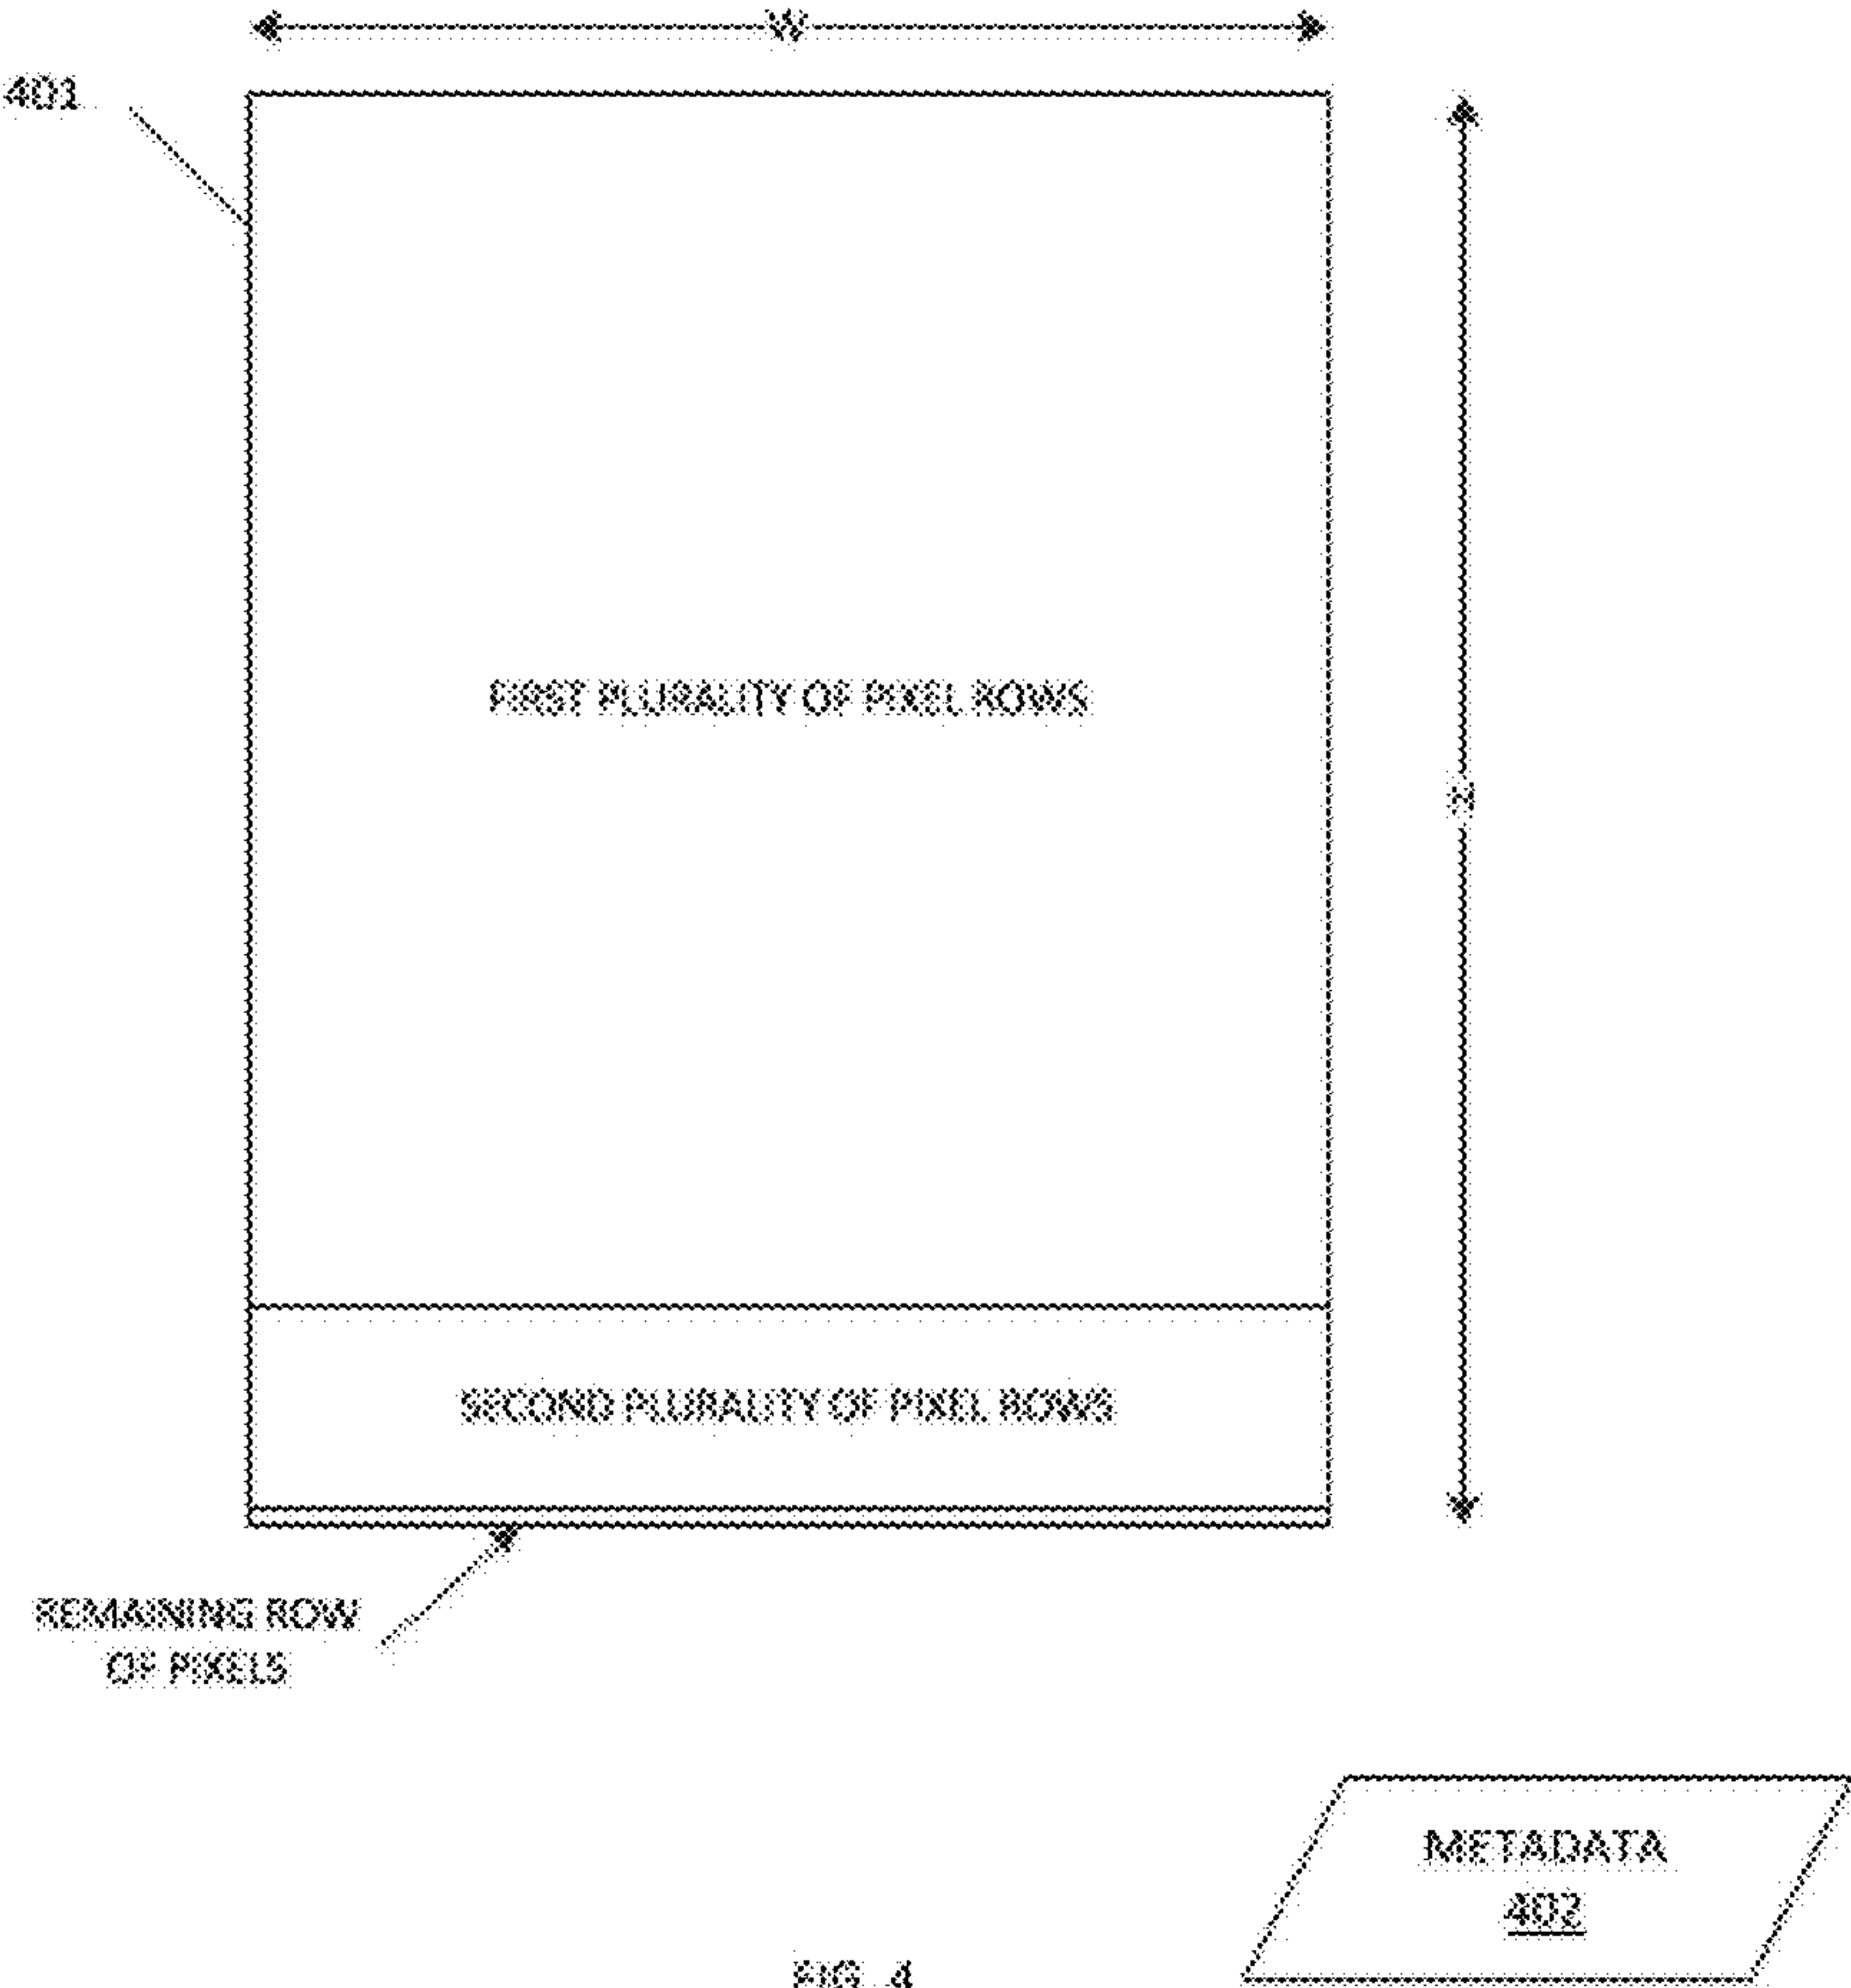 W
401
FIRST PLURALITY OF PIXEL ROWS
N
SECOND PLURALITY OF PIXEL ROWS
REMAINING ROW
OF PIXELS
METADATA
402
FIG. 4